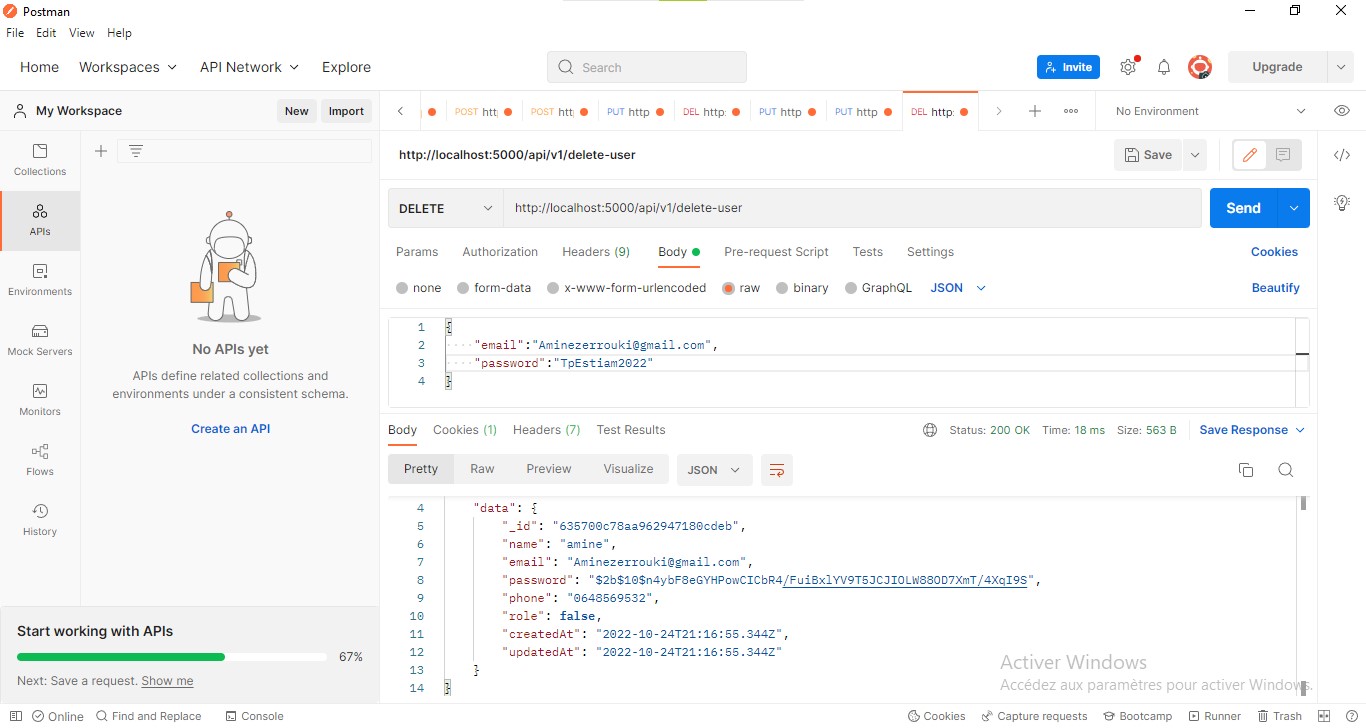 Postman
File Edit View Help
Home Workspaces API Network Explore Search Invite Upgrade
My Workspace New Import POST htt POST htt PUT http DEL http: PUT http PUT http DEL http: No Environment
http://localhost:5000/api/v1/delete-user Save
Collections
APIs
Environments
Mock Servers
Monitors
Flows
History
No APIs yet
APIs define related collections and
environments under a consistent schema.
Create an API
Start working with APIs
67%
Next: Save a request. Show me
DELETE http://localhost:5000/api/v1/delete-user Send
Params Authorization Headers (9) Body Pre-request Script Tests Settings Cookies
none form-data x-www-form-urlencoded raw binary GraphQL JSON Beautify
1 {
2 "email":"Aminezerrouki@gmail.com",
3 "password":"TpEstiam2022"
4 }
Body Cookies (1) Headers (7) Test Results Status: 200 OK Time: 18 ms Size: 563 B Save Response
Pretty Raw Preview Visualize JSON
4 "data": {
5 "_id": "635700c78aa962947180cdeb",
6 "name": "amine",
7 "email": "Aminezerrouki@gmail.com",
8 "password": "$2b$10$n4ybF8eGYHPowCICbR4/FuiBxlYV9T5JCJIOLW88OD7XmT/4XqI9S",
9 "phone": "0648569532",
10 "role": false,
11 "createdAt": "2022-10-24T21:16:55.344Z",
12 "updatedAt": "2022-10-24T21:16:55.344Z"
13 }
14 }
Activer Windows
Accédez aux paramètres pour activer Windows.
Online Find and Replace Console Cookies Capture requests Bootcamp Runner Trash